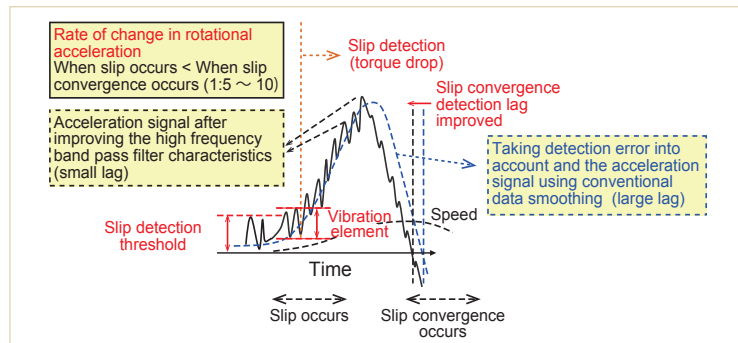 Rate of change in rotational
acceleration
When slip occurs < When slip
convergence occurs (1:5 ～ 10)
Slip detection
(torque drop)
Slip convergence
detection lag
improved
Acceleration signal after
improving the high frequency
band pass filter characteristics
(small lag)
Taking detection error into
account and the acceleration
signal using conventional
data smoothing (large lag)
Slip detection
threshold
Vibration
element
Speed
Time
Slip occurs
Slip convergence
occurs